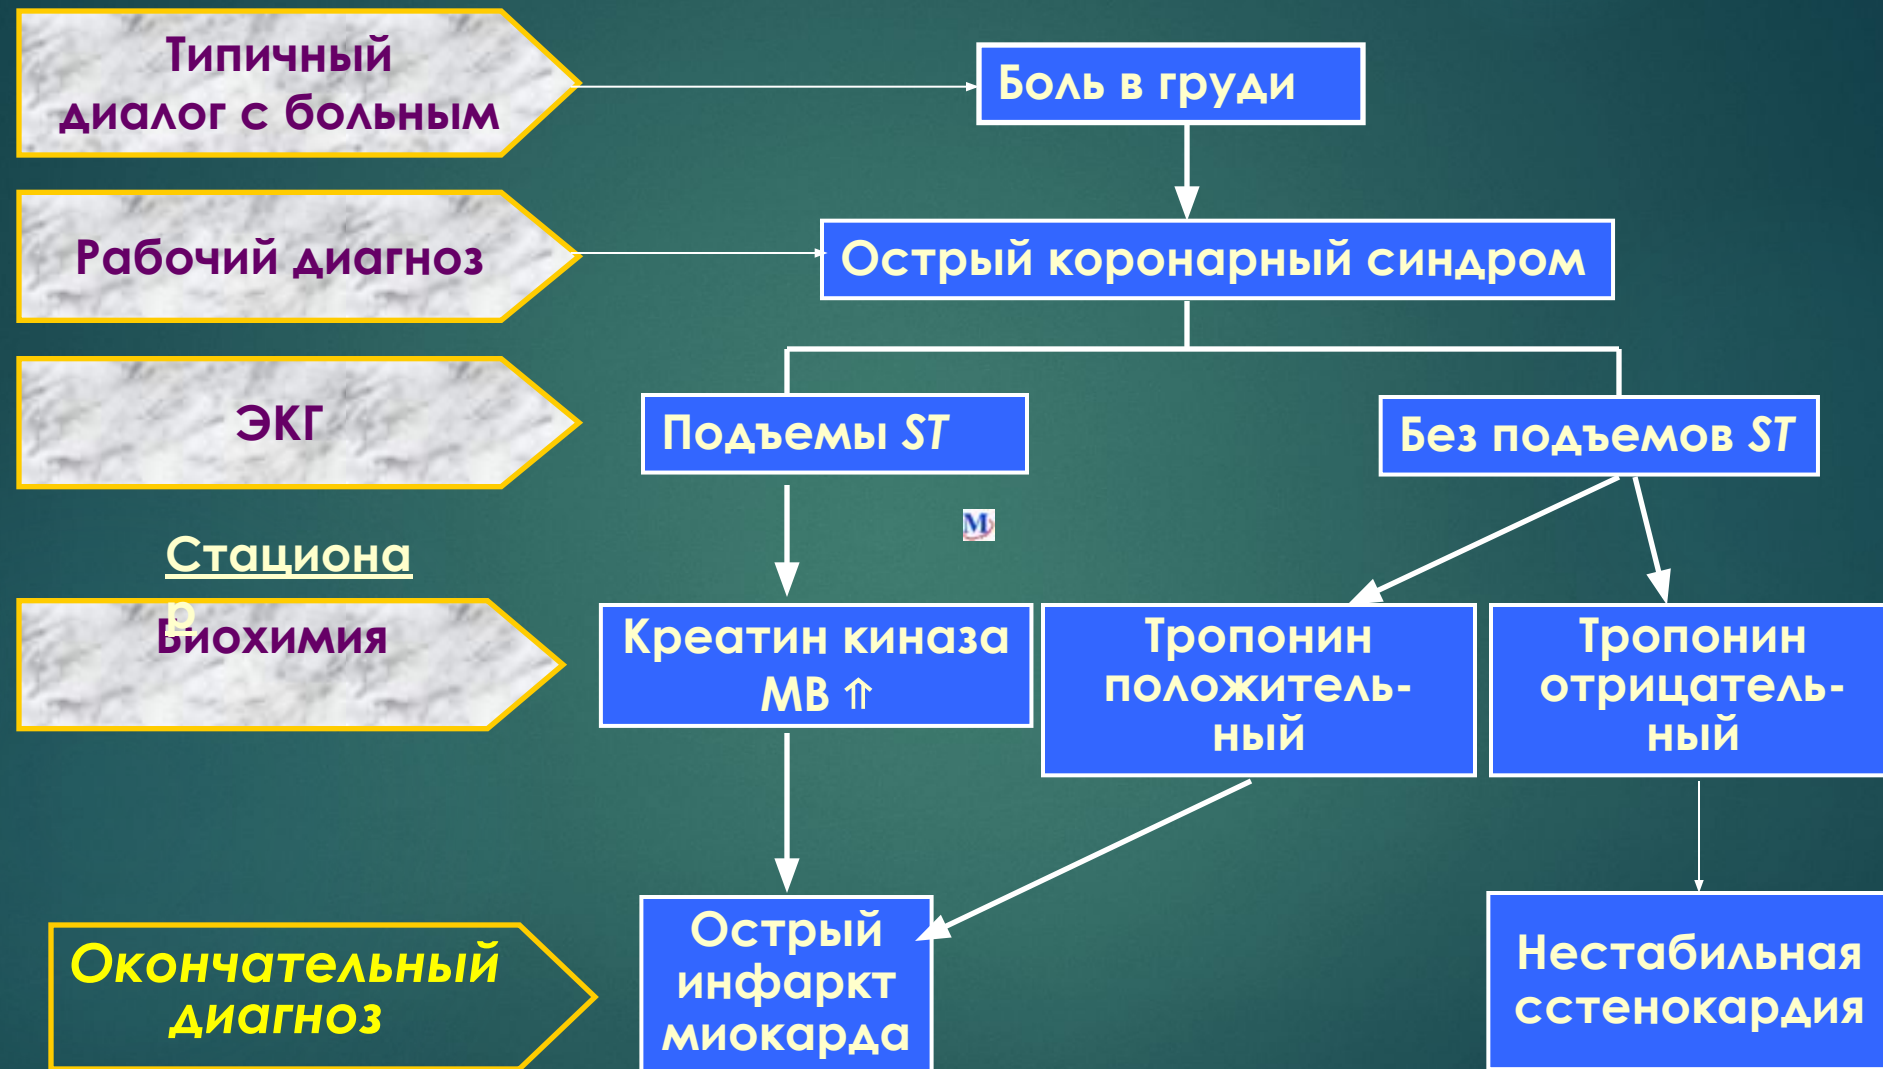 Типичный
диалог с больным
Боль в груди
Рабочий диагноз
Острый коронарный синдром
ЭКГ
Подъемы ST
Без подъемов ST
М
Стациона
р
Биохимия
Креатин киназа
МВ ⇑
Тропонин
положитель-
ный
Тропонин
отрицатель-
ный
Окончательный
диагноз
Острый
инфаркт
миокарда
Нестабильная
сстенокардия